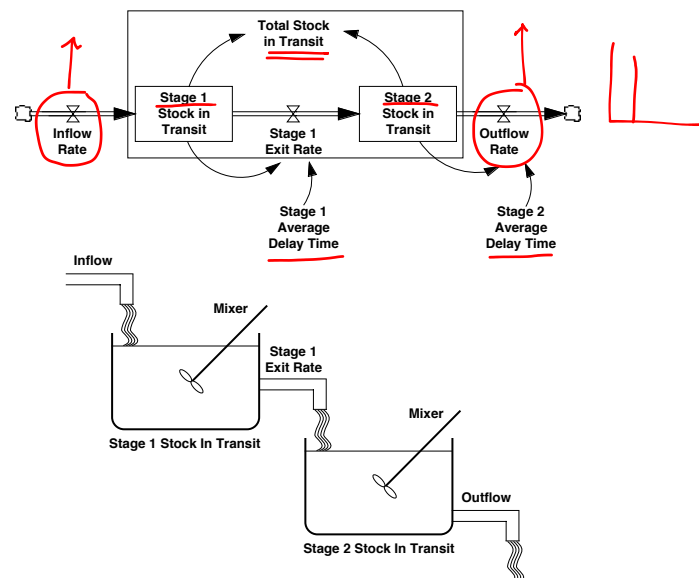 Total Stock
in Transit
Stage 1
Stock in
Transit
Stage 2
Stock in
Transit
Inflow
Rate
Stage 1
Exit Rate
Outflow
Rate
Stage 1
Average
Delay Time
Stage 2
Average
Delay Time
Inflow
Mixer
Stage 1
Exit Rate
Stage 1 Stock In Transit
Mixer
Outflow
Stage 2 Stock In Transit